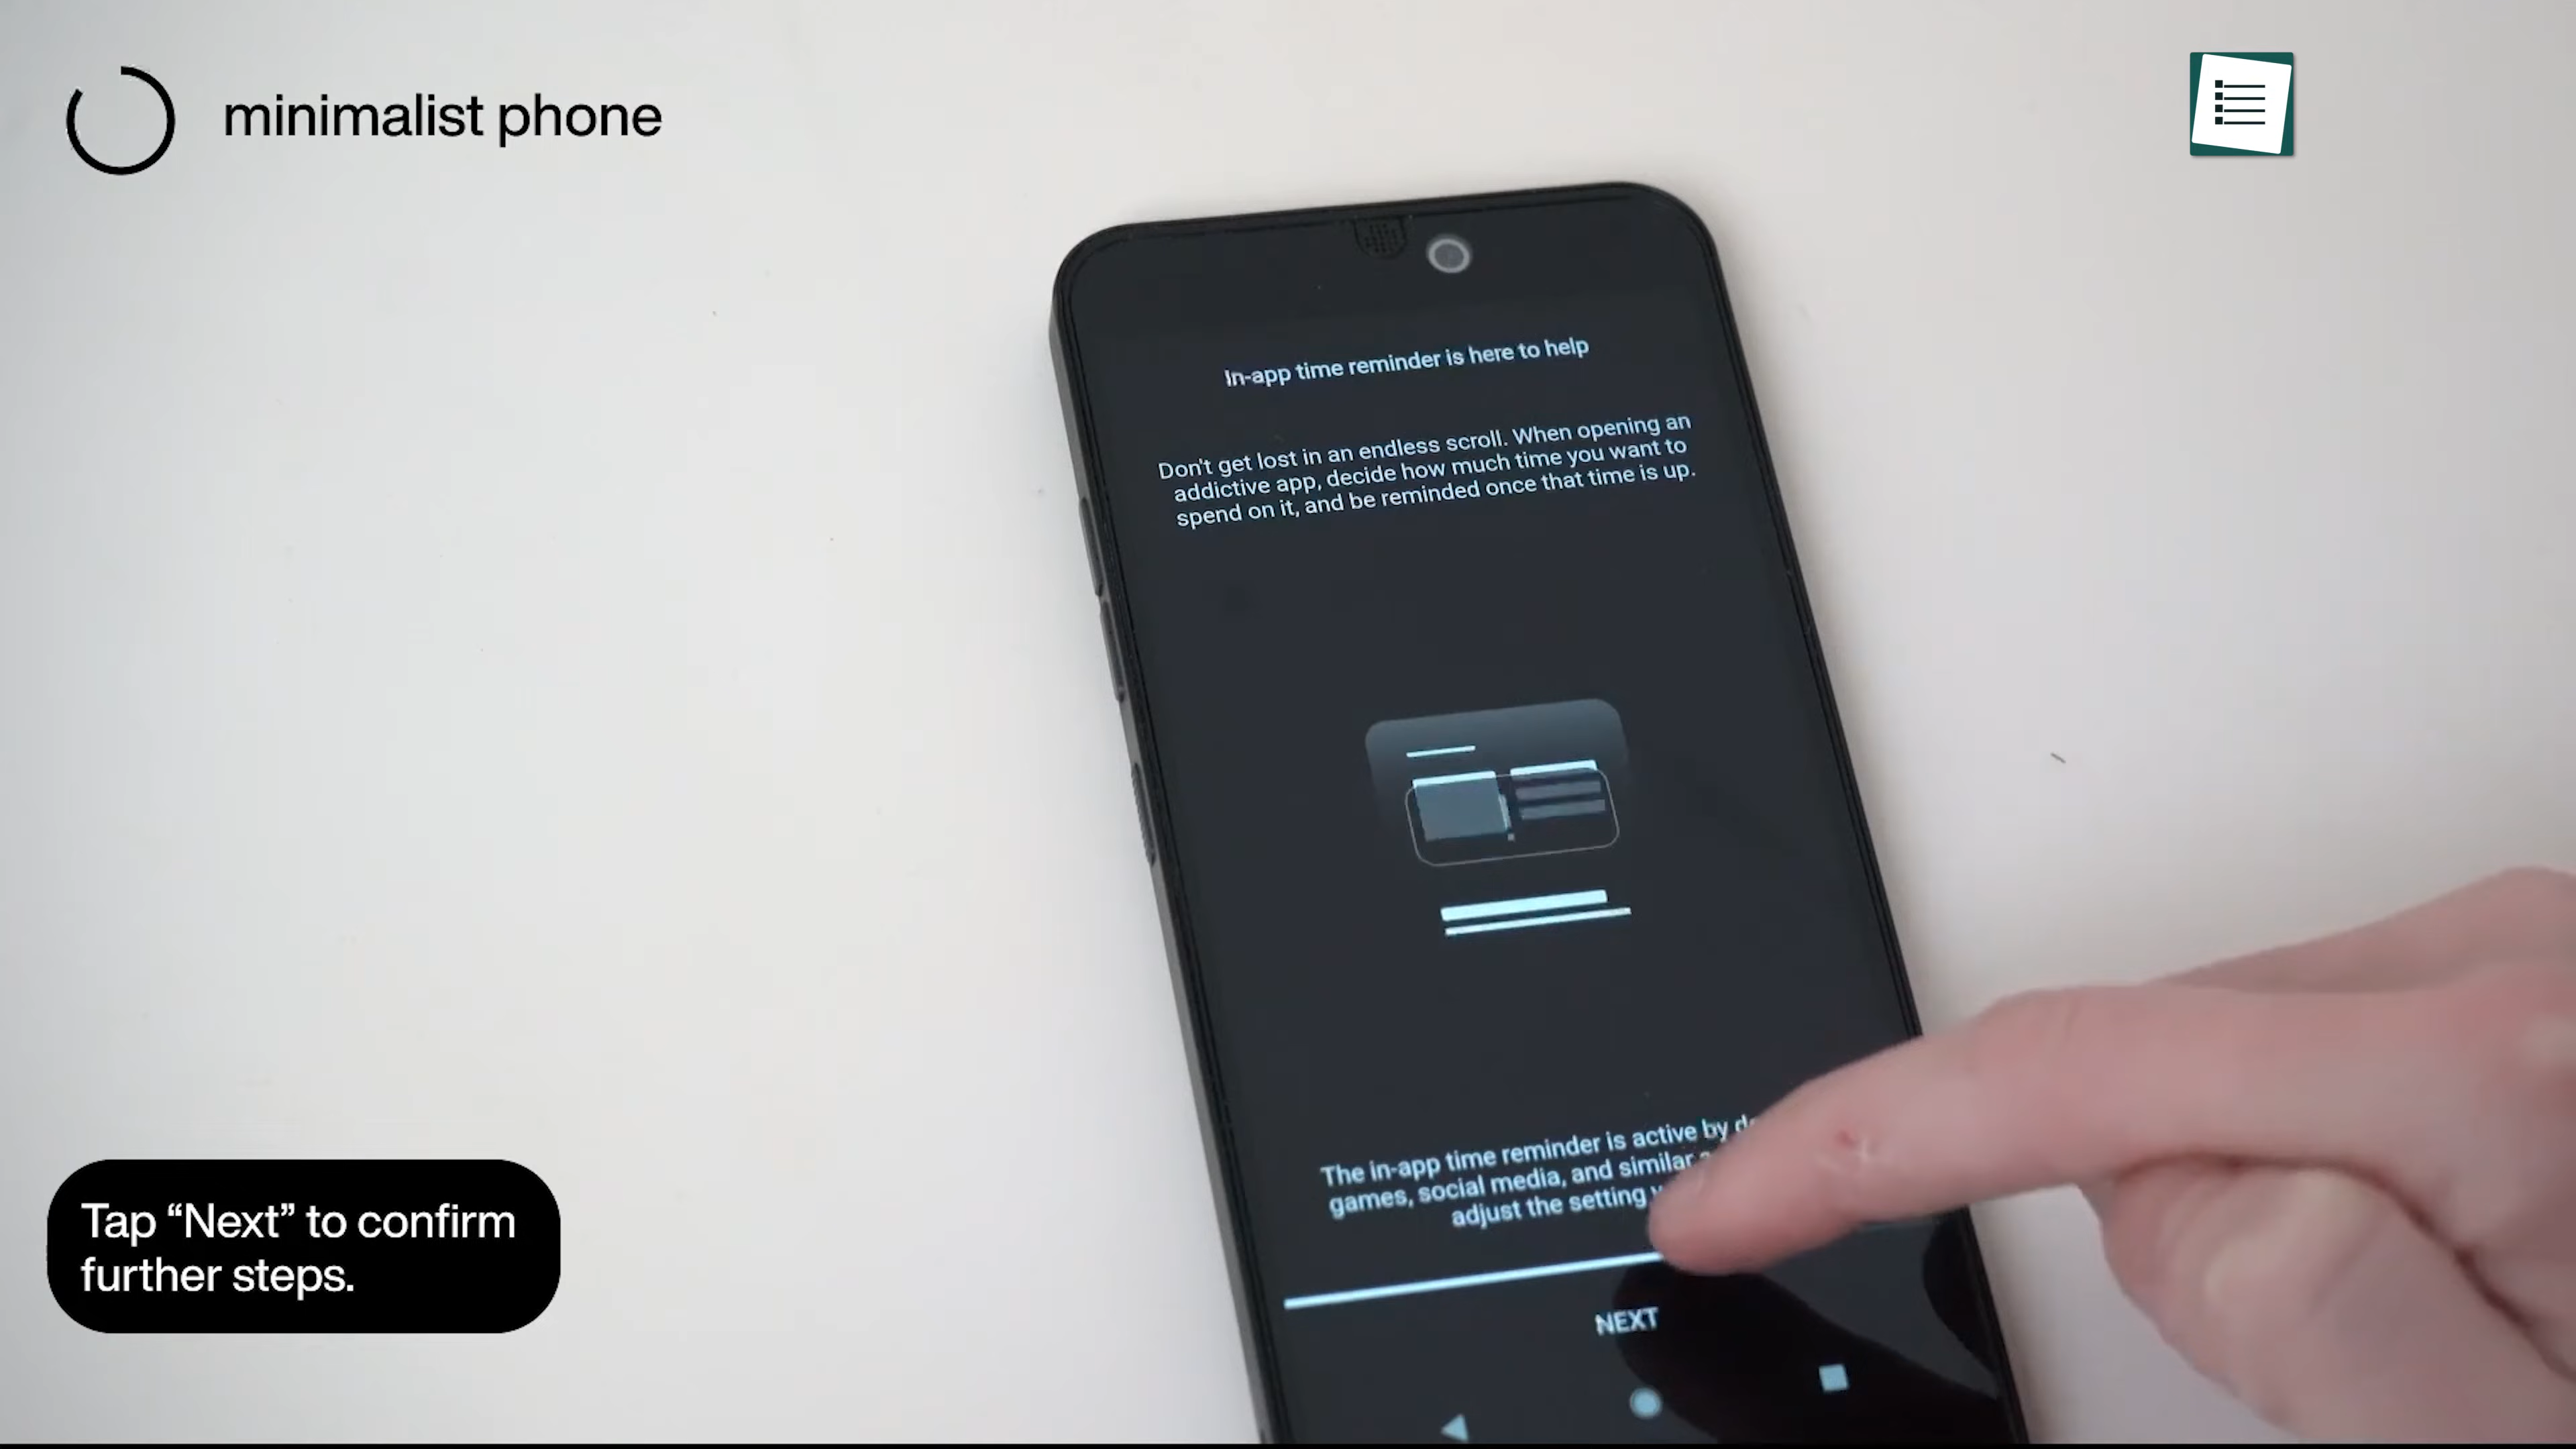 minimalist phone
In-app time reminder is here to help
Don't get lost in an endless scroll. When opening an
addictive app, decide how much time you want to
spend on it, and be reminded once that time is up.
The in-app time reminder is active by
games, social media, and similar
adjust the setting
NEXT
Tap “Next” to confirm
further steps.